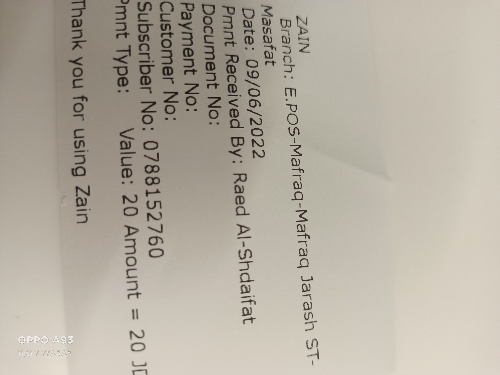 ZAIN
Branch: E.POS-Mafraq-Mafraq Jarash ST-
Masafat
Date: 09/06/2022
Pmnt Received By: Raed Al-Shdaifat
Document No:
Payment No:
Customer No:
Subscriber No: 0788152760
Pmnt Type: Value: 20 Amount = 20 JD
Thank you for using Zain
OPPO A93